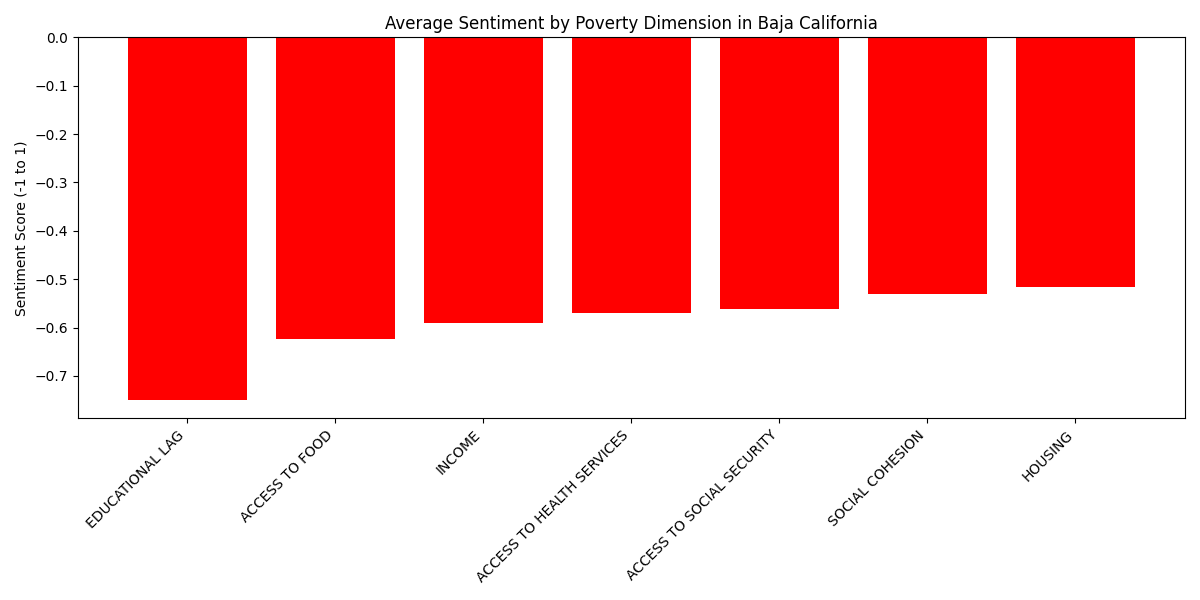 Average Sentiment by Poverty Dimension in Baja California
Sentiment Score (-1 to 1)
0.0
−0.1
−0.2
−0.3
−0.4
−0.5
−0.6
−0.7
EDUCATIONAL LAG
ACCESS TO FOOD
INCOME
ACCESS TO HEALTH SERVICES
ACCESS TO SOCIAL SECURITY
SOCIAL COHESION
HOUSING